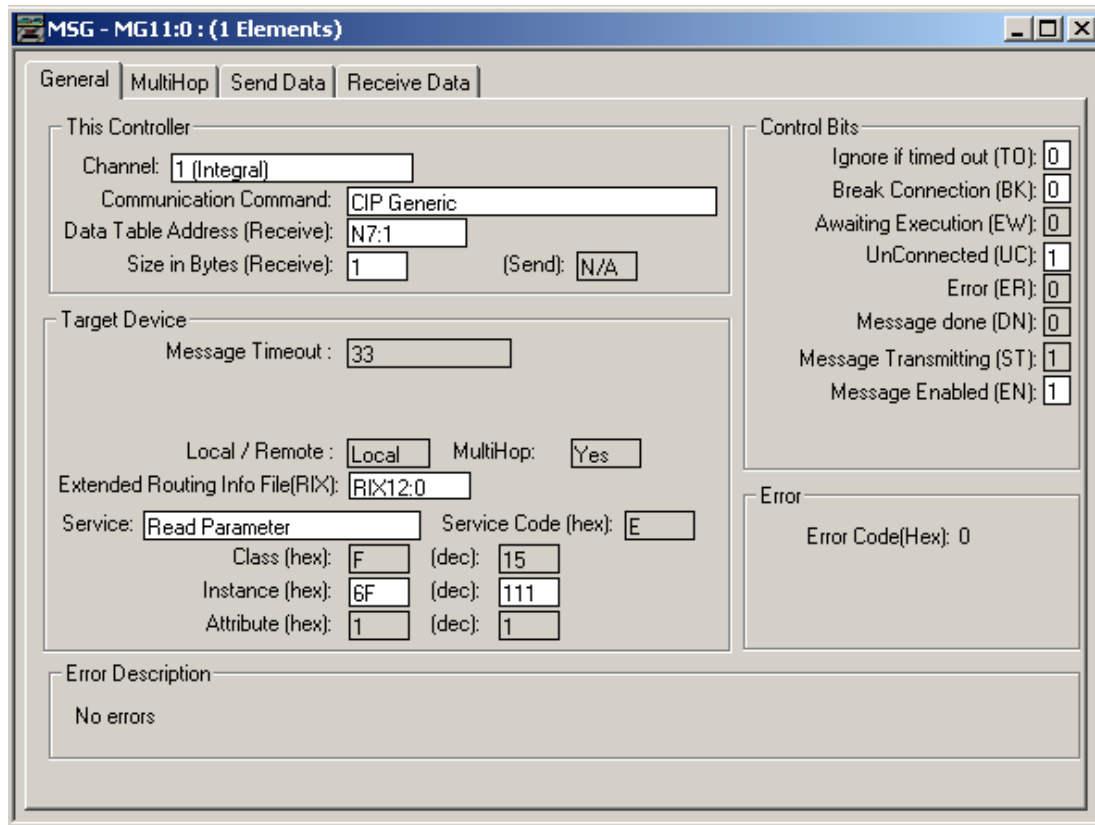 MSG - MG11:0 : (1 Elements)
General MultiHop Send Data Receive Data
This Controller
Channel: 1 (Integral)
Communication Command: CIP Generic
Data Table Address (Receive): N7:1
Size in Bytes (Receive): 1 (Send): N/A
Target Device
Message Timeout : 33
Local / Remote : Local MultiHop: Yes
Extended Routing Info File(RIX): RIX12:0
Service: Read Parameter Service Code (hex): E
Class (hex): F (dec): 15
Instance (hex): 6F (dec): 111
Attribute (hex): 1 (dec): 1
Control Bits
Ignore if timed out (TO): 0
Break Connection (BK): 0
Awaiting Execution (EW): 0
UnConnected (UC): 1
Error (ER): 0
Message done (DN): 0
Message Transmitting (ST): 1
Message Enabled (EN): 1
Error
Error Code(Hex): 0
Error Description
No errors